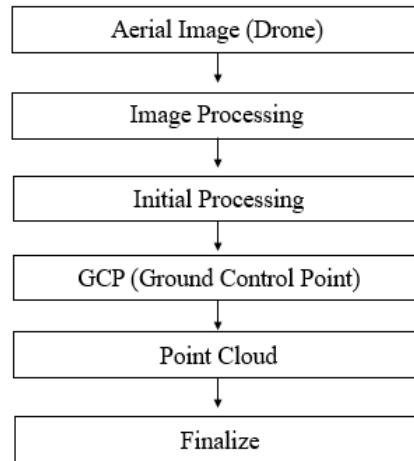 Aerial Image (Drone)
Image Processing
Initial Processing
GCP (Ground Control Point)
Point Cloud
Finalize